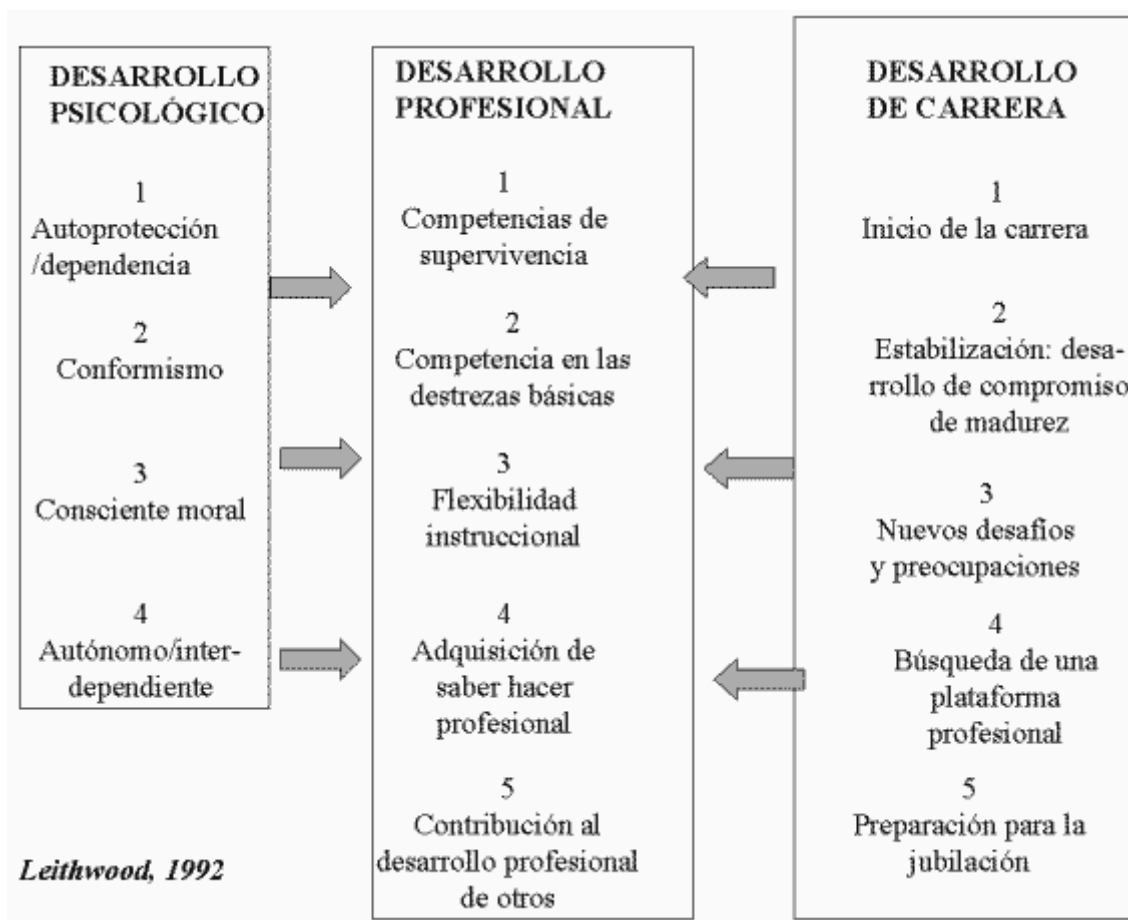 DESARROLLO
PSICOLÓGICO
1
Autoprotección
/dependencia
2
Conformismo
3
Consciente moral
4
Autónomo/inter-
dependiente
Leithwood, 1992
DESARROLLO
PROFESIONAL
1
Competencias de
supervivencia
2
Competencia en las
destrezas básicas
3
Flexibilidad
instruccional
4
Adquisición de
saber hacer
profesional
5
Contribución al
desarrollo profesional
de otros
DESARROLLO
DE CARRERA
1
Inicio de la carrera
2
Estabilización: desa-
rrollo de compromiso
de madurez
3
Nuevos desafíos
y preocupaciones
4
Búsqueda de una
plataforma
profesional
5
Preparación para la
jubilación